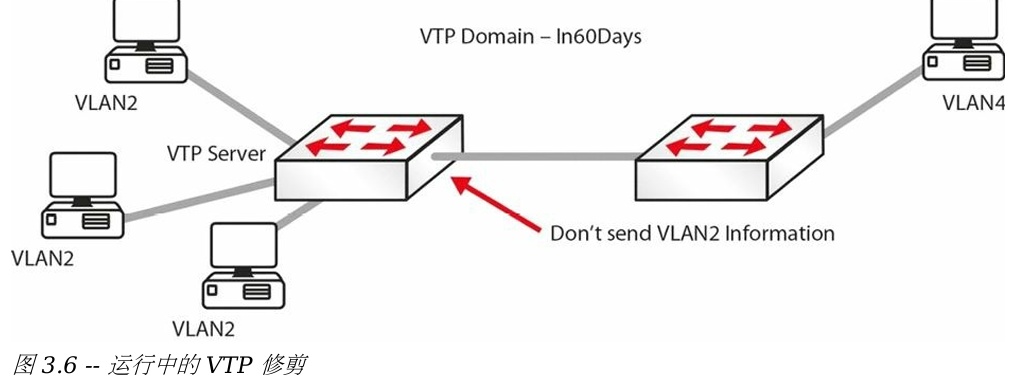 VTP Domain – In60Days
VLAN2
VLAN4
VTP Server
Don't send VLAN2 Information
VLAN2
VLAN2
图 3.6 -- 运行中的 VTP 修剪